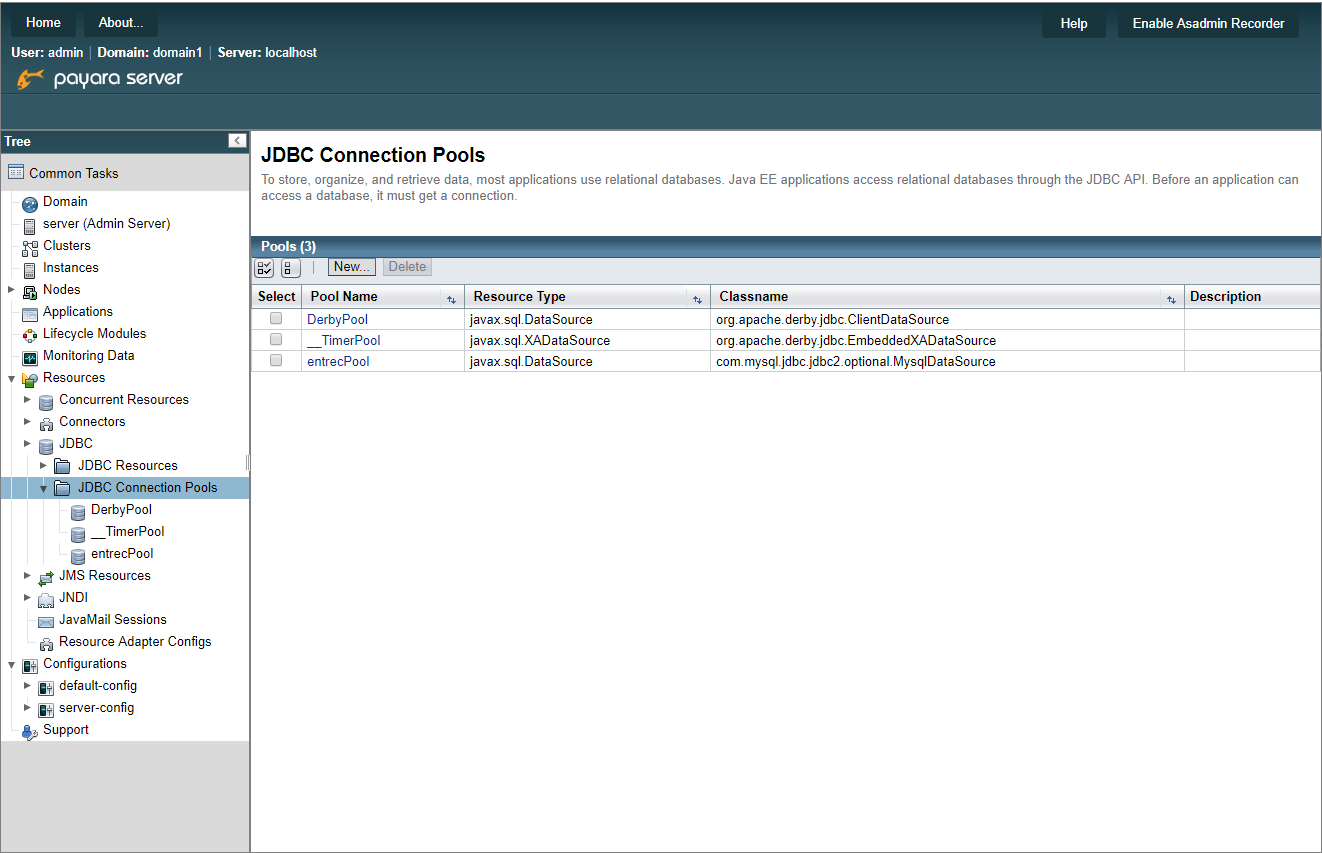 Home About... Help Enable Asadmin Recorder
User: admin Domain: domain1 Server: localhost
payara server
Tree
Common Tasks
Domain
server (Admin Server)
Clusters
Instances
Nodes
Applications
Lifecycle Modules
Monitoring Data
Resources
Concurrent Resources
Connectors
JDBC
JDBC Resources
JDBC Connection Pools
DerbyPool
__TimerPool
entrecPool
JMS Resources
JNDI
JavaMail Sessions
Resource Adapter Configs
Configurations
default-config
server-config
Support
JDBC Connection Pools
To store, organize, and retrieve data, most applications use relational databases. Java EE applications access relational databases through the JDBC API. Before an application can
access a database, it must get a connection.
Pools (3)
New... Delete
Select Pool Name Resource Type Classname Description
DerbyPool javax.sql.DataSource org.apache.derby.jdbc.ClientDataSource
__TimerPool javax.sql.XADataSource org.apache.derby.jdbc.EmbeddedXADataSource
entrecPool javax.sql.DataSource com.mysql.jdbc.jdbc2.optional.MysqlDataSource